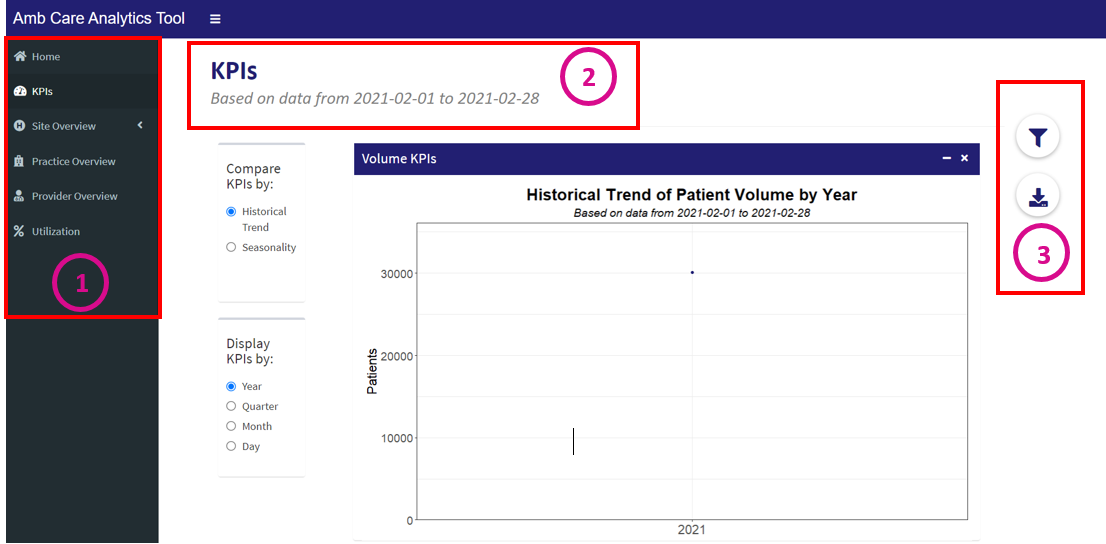 Amb Care Analytics Tool
Home
KPIs
Site Overview
Practice Overview
Provider Overview
Utilization
1
KPIs
Based on data from 2021-02-01 to 2021-02-28
2
Compare
KPIs by:
Historical
Trend
Seasonality
Display
KPIs by:
Year
Quarter
Month
Day
Volume KPIs
Historical Trend of Patient Volume by Year
Based on data from 2021-02-01 to 2021-02-28
Patients
30000
20000
10000
0
2021
3